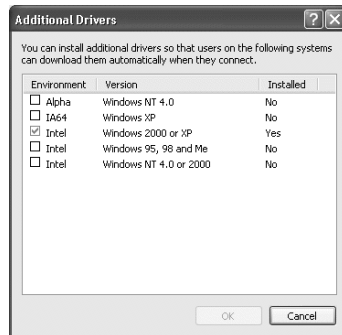 Additional Drivers
You can install additional drivers so that users on the following systems
can download them automatically when they connect.
Environment Version Installed
Alpha Windows NT 4.0 No
IA64 Windows XP No
Intel Windows 2000 or XP Yes
Intel Windows 95, 98 and Me No
Intel Windows NT 4.0 or 2000 No
OK Cancel